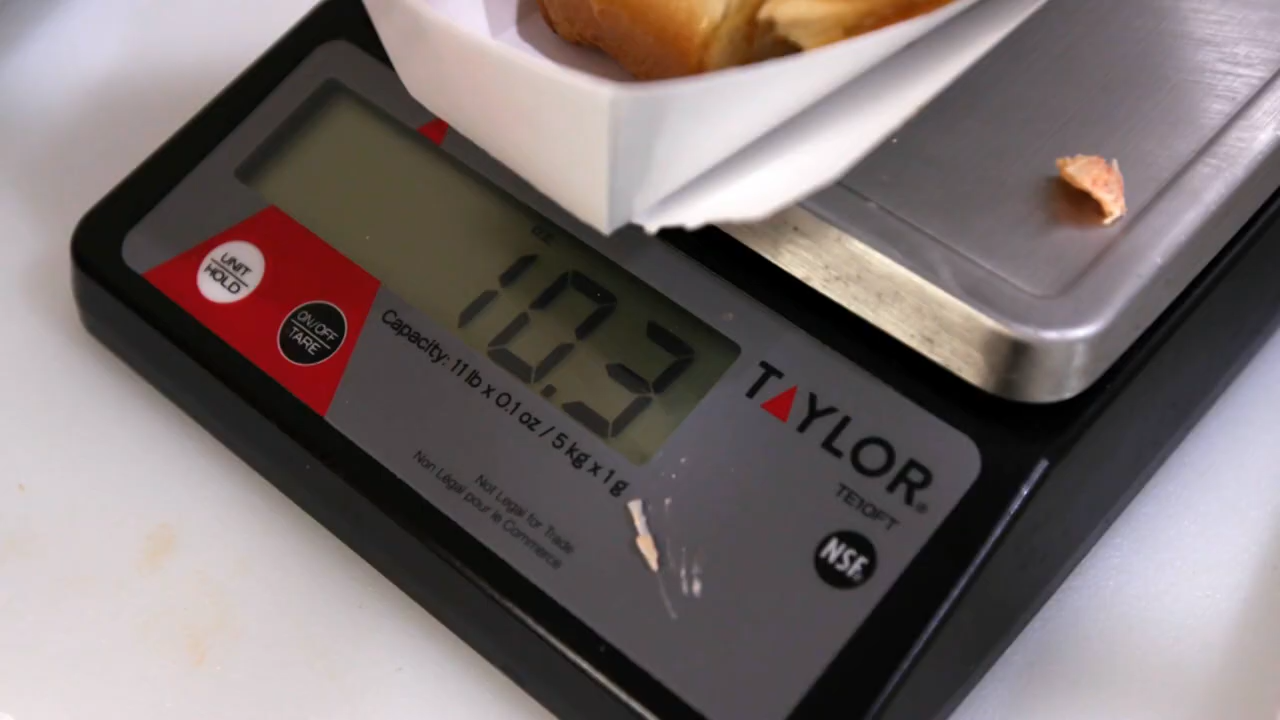 oz
10.3
UNIT
HOLD
ON/OFF
TARE
Capacity: 11 lb x 0.1 oz / 5 kg x 1 g
Not Legal for Trade
Non Légal pour le Commerce
TAYLOR®
TE10FT
NSF®